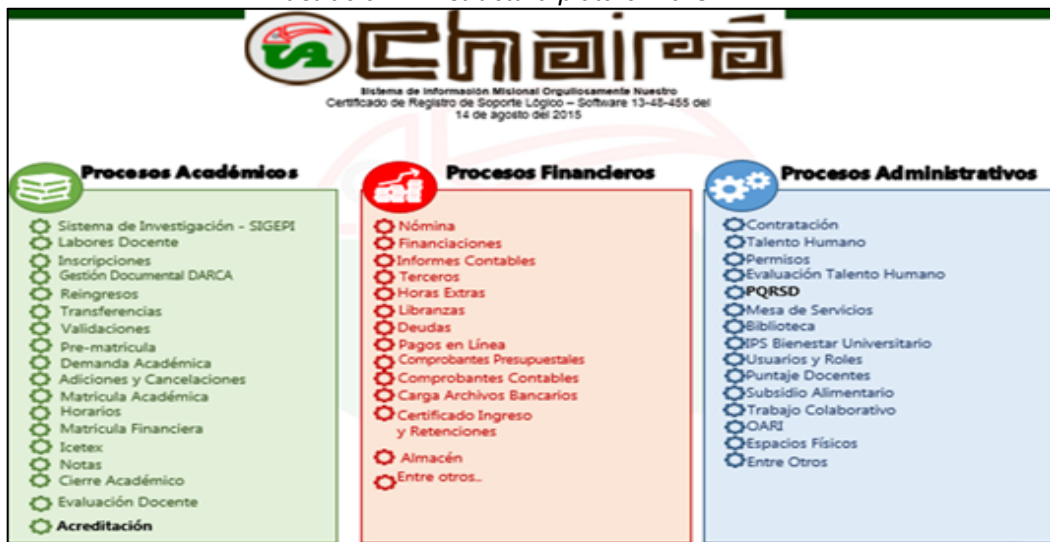 Chairá
Sistema de Información Misional Orgullosamente Nuestro
Certificado de Registro de Soporte Lógico – Software 13-48-455 del
14 de agosto del 2015
Procesos Académicos
Sistema de Investigación - SIGEPI
Labores Docente
Inscripciones
Gestión Documental DARCA
Reingresos
Transferencias
Validaciones
Pre-matricula
Demanda Académica
Adiciones y Cancelaciones
Matricula Académica
Horarios
Matricula Financiera
Icetex
Notas
Cierre Académico
Evaluación Docente
Acreditación
Procesos Financieros
Nómina
Financiaciones
Informes Contables
Terceros
Horas Extras
Libranzas
Deudas
Pagos en Línea
Comprobantes Presupuestales
Comprobantes Contables
Carga Archivos Bancarios
Certificado Ingreso
y Retenciones
Almacén
Entre otros..
Procesos Administrativos
Contratación
Talento Humano
Permisos
Evaluación Talento Humano
PQRSD
Mesa de Servicios
Biblioteca
IPS Bienestar Universitario
Usuarios y Roles
Puntaje Docentes
Subsidio Alimentario
Trabajo Colaborativo
OARI
Espacios Físicos
Entre Otros